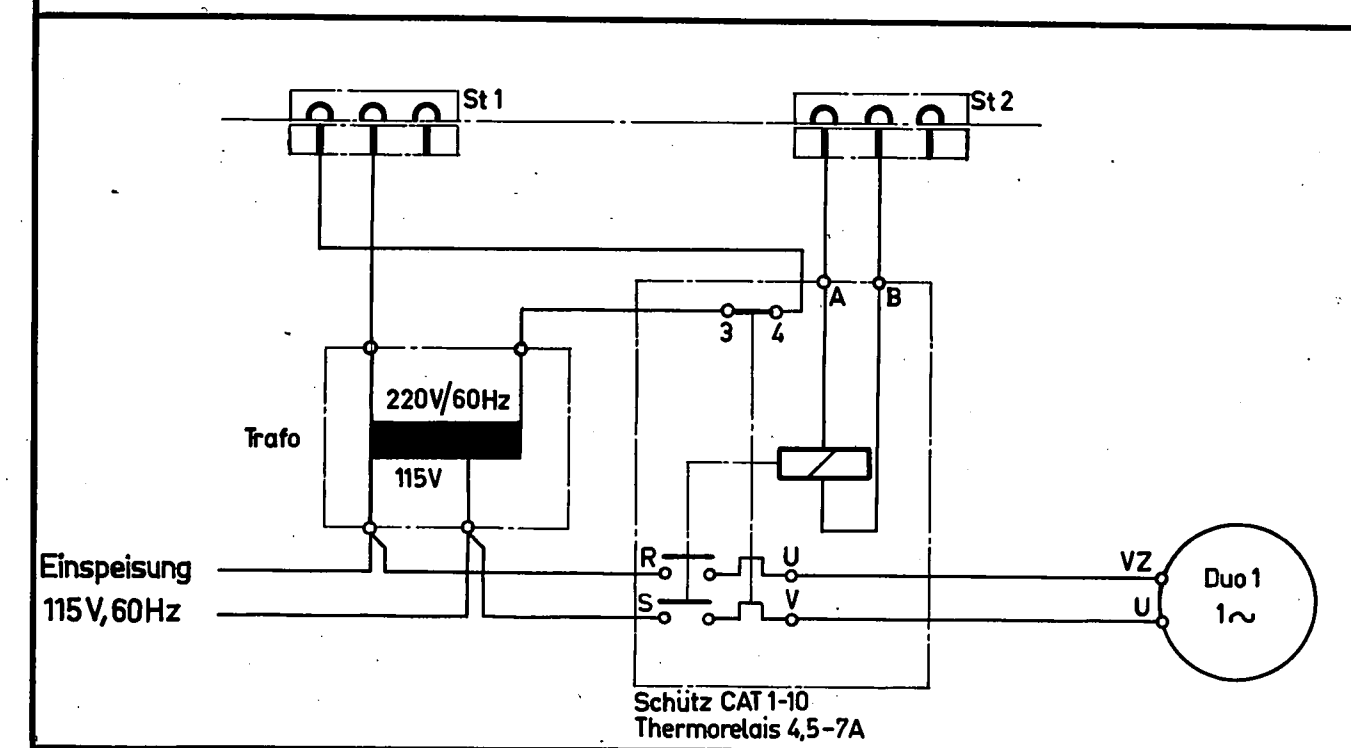 St 1
St 2
A
B
3
4
220V/60Hz
Trafo
115V
R
U
VZ
Einspeisung
Duo 1
115V, 60Hz
S
V
U
1~
Schütz CAT 1-10
Thermorelais 4,5-7A